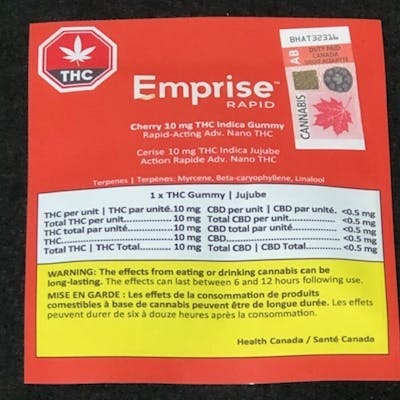 BHAT32316
AB
DUTY PAID
CANADA
DROIT ACQUITTÉ
CANNABIS
THC
Emprise™
RAPID
Cherry 10 mg THC Indica Gummy
Rapid-Acting Adv. Nano THC
Cerise 10 mg THC Indica Jujube
Action Rapide Adv. Nano THC
Terpenes | Terpènes: Myrcene, Beta-caryophyllene, Linalool
1 x THC Gummy | Jujube
THC per unit | THC par unité. 10 mg CBD per unit | CBD par unité. <0.5 mg
Total THC per unit............... 10 mg Total CBD per unit............... <0.5 mg
THC total par unité............. 10 mg CBD total par unité............. <0.5 mg
THC............................... 10 mg CBD............................... <0.5 mg
Total THC | THC Total........ 10 mg Total CBD | CBD Total........ <0.5 mg
WARNING: The effects from eating or drinking cannabis can be
long-lasting. The effects can last between 6 and 12 hours following use.
MISE EN GARDE : Les effets de la consommation de produits
comestibles à base de cannabis peuvent être de longue durée. Les effets
peuvent durer de six à douze heures après la consommation.
Health Canada / Santé Canada